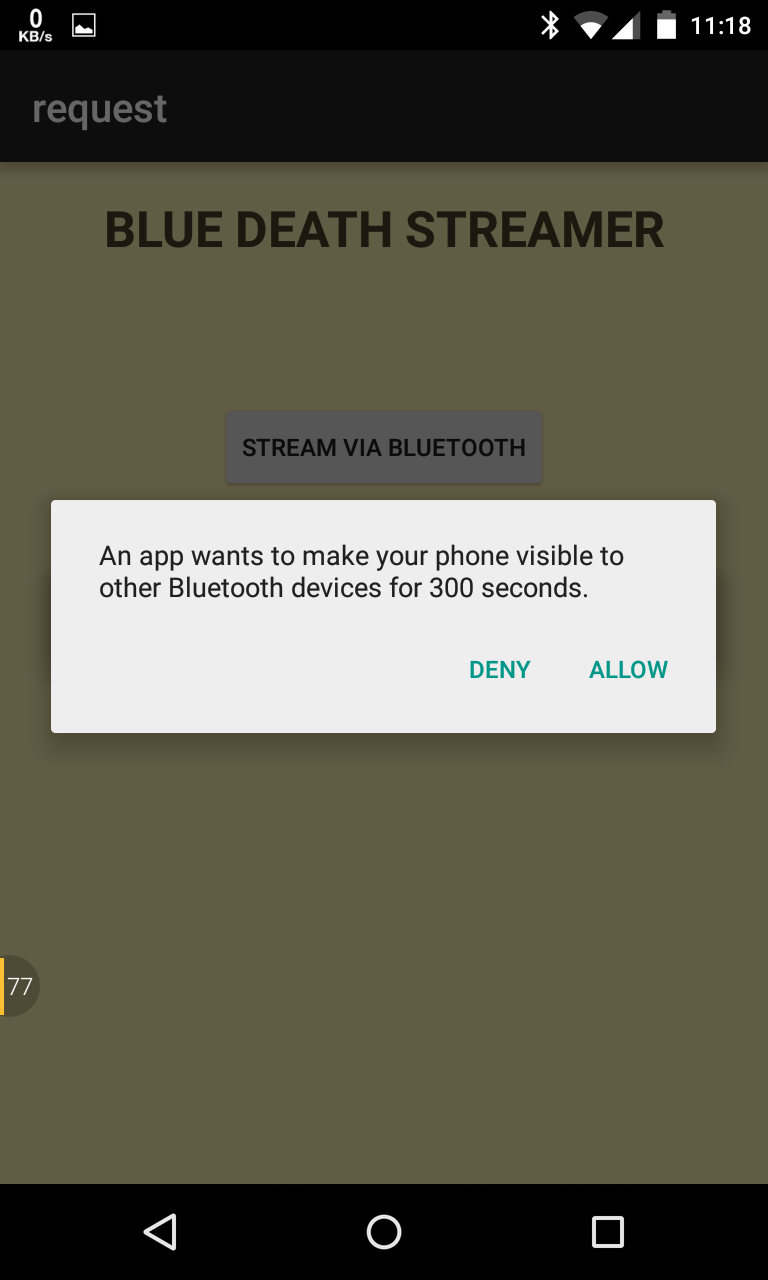 0
KB/s
11:18
request
BLUE DEATH STREAMER
STREAM VIA BLUETOOTH
An app wants to make your phone visible to
other Bluetooth devices for 300 seconds.
DENY ALLOW
77